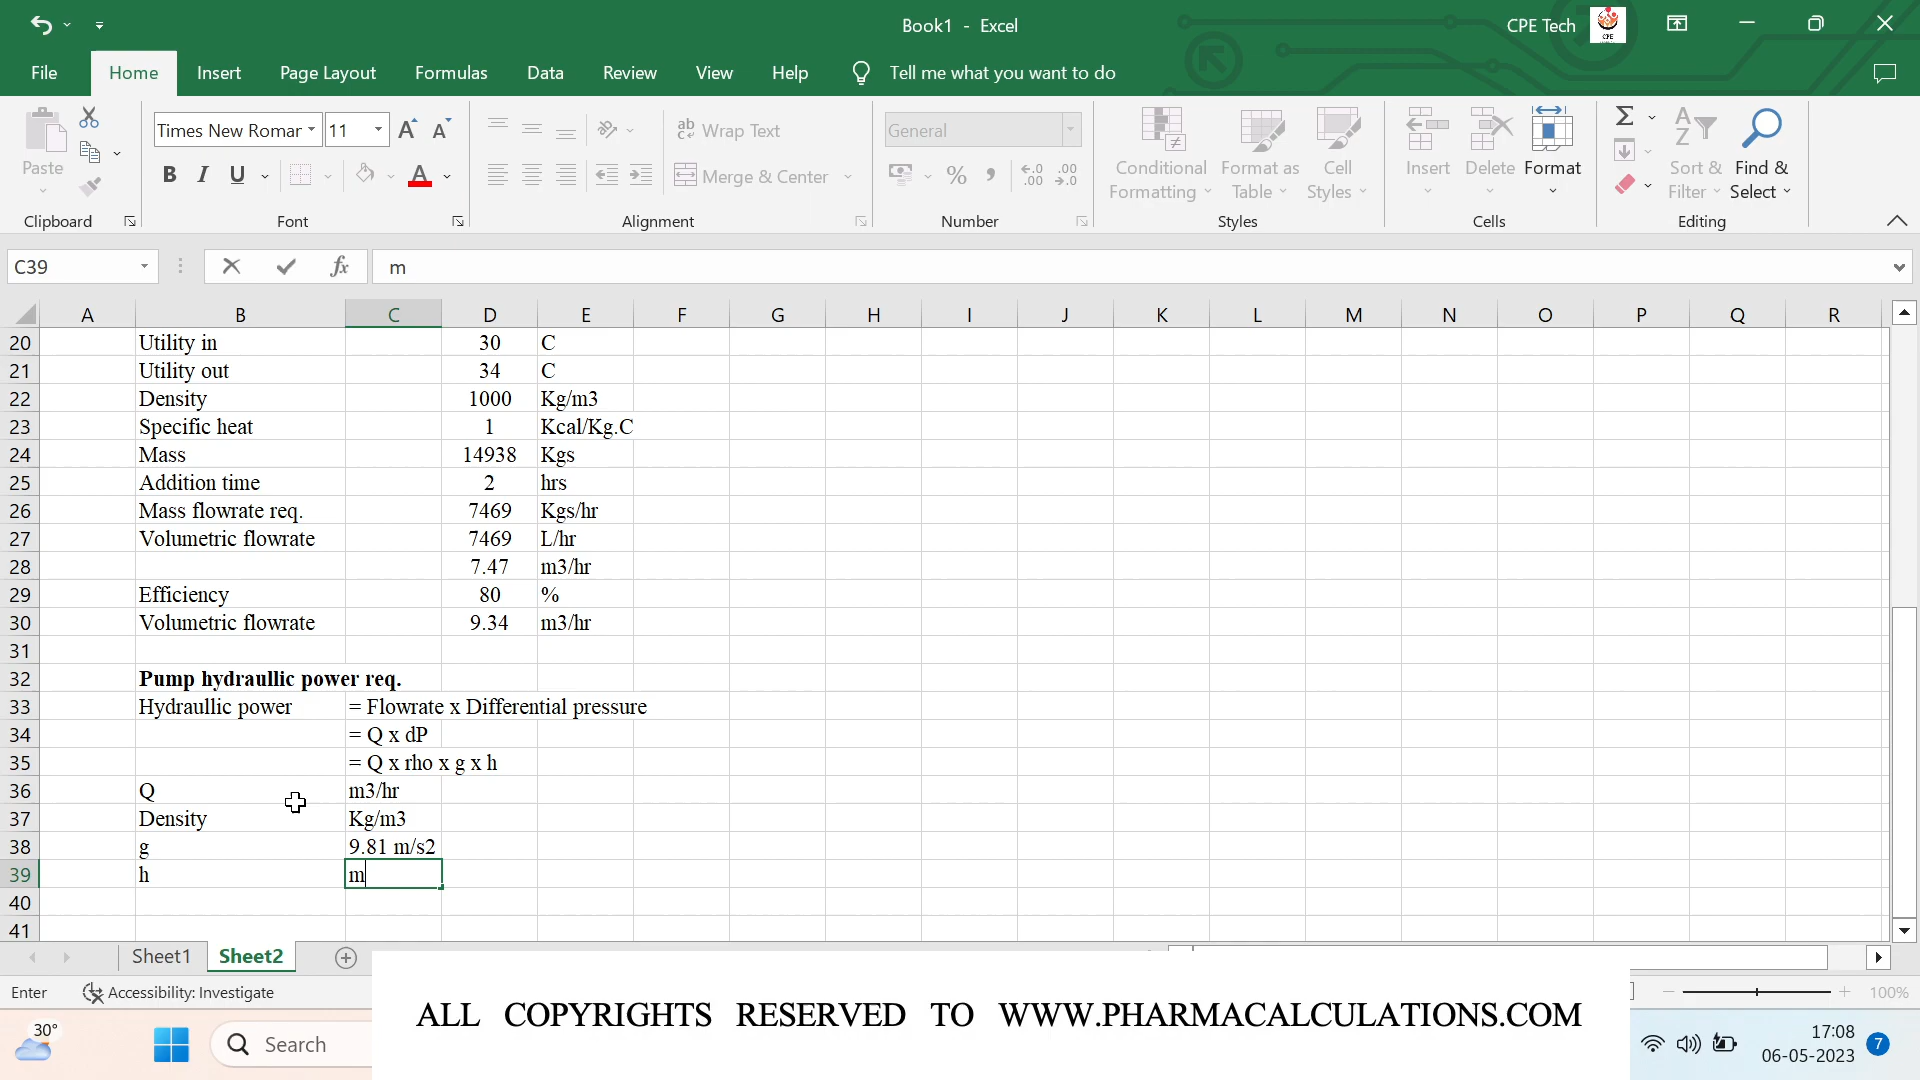 Book1 - Excel
CPE Tech
CPE
File Home Insert Page Layout Formulas Data Review View Help Tell me what you want to do
Paste
Clipboard
Times New Romar 11
B I U
Font
Wrap Text
Merge & Center
Alignment
General
Number
Conditional Formatting
Format as Table
Cell Styles
Styles
Insert Delete Format
Cells
Sort & Filter
Find & Select
Editing
C39 fx m
A B C D E F G H I J K L M N O P Q R
20 Utility in 30 C
21 Utility out 34 C
22 Density 1000 Kg/m3
23 Specific heat 1 Kcal/Kg.C
24 Mass 14938 Kgs
25 Addition time 2 hrs
26 Mass flowrate req. 7469 Kgs/hr
27 Volumetric flowrate 7469 L/hr
28 7.47 m3/hr
29 Efficiency 80 %
30 Volumetric flowrate 9.34 m3/hr
31
32 Pump hydraullic power req.
33 Hydraullic power = Flowrate x Differential pressure
34 = Q x dP
35 = Q x rho x g x h
36 Q m3/hr
37 Density Kg/m3
38 g 9.81 m/s2
39 h m
40
41
Sheet1 Sheet2
Enter Accessibility: Investigate
100%
ALL COPYRIGHTS RESERVED TO WWW.PHARMACALCULATIONS.COM
30°
Search
17:08
06-05-2023
7